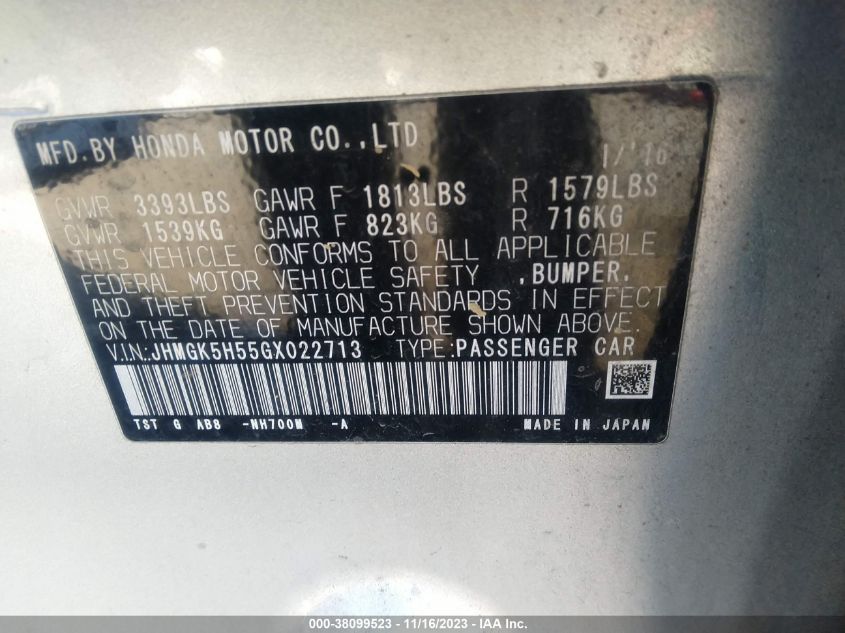 MFD.BY HONDA MOTOR CO.,LTD 1/'16
GVWR 3393LBS GAWR F 1813LBS R 1579LBS
GVWR 1539KG GAWR F 823KG R 716KG
THIS VEHICLE CONFORMS TO ALL APPLICABLE
FEDERAL MOTOR VEHICLE SAFETY ,BUMPER,
AND THEFT PREVENTION STANDARDS IN EFFECT
ON THE DATE OF MANUFACTURE SHOWN ABOVE.
V.IN:JHMGK5H55GX022713 TYPE:PASSENGER CAR
TST G AB8 -NH700M -A MADE IN JAPAN
000-38099523 - 11/16/2023 - IAA Inc.